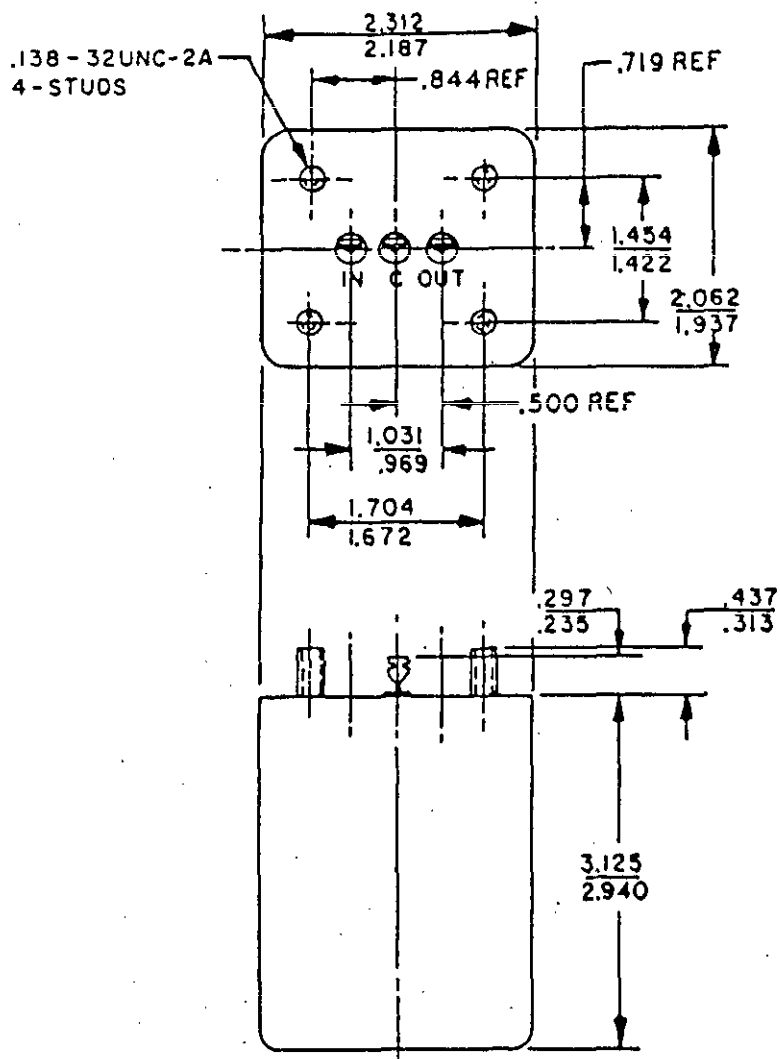 2.312
2.187
.138-32UNC-2A
4-STUDS
.844 REF
.719 REF
1.454
1.422
IN C OUT
2.062
1.937
.500 REF
1.031
.969
1.704
1.672
.297
.235
.437
.313
3.125
2.940